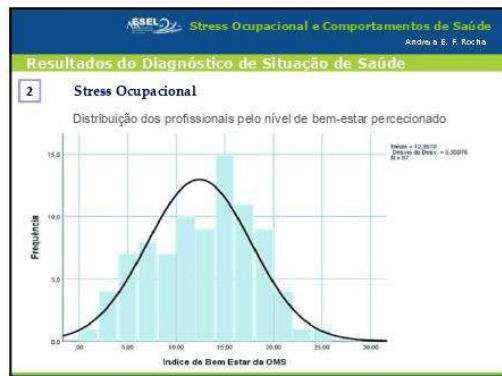 ESEL
Stress Ocupacional e Comportamentos de Saúde
Andreia E. F. Rocha
Resultados do Diagnóstico de Situação de Saúde
2
Stress Ocupacional
Distribuição dos profissionais pelo nível de bem-estar percecionado
Média =
Desvio
N = 97
15,0
10,0
5,0
0,0
Frequência
,00 5,00 10,00 15,00 20,00 25,00 30,00
Indice de Bem Estar da OMS